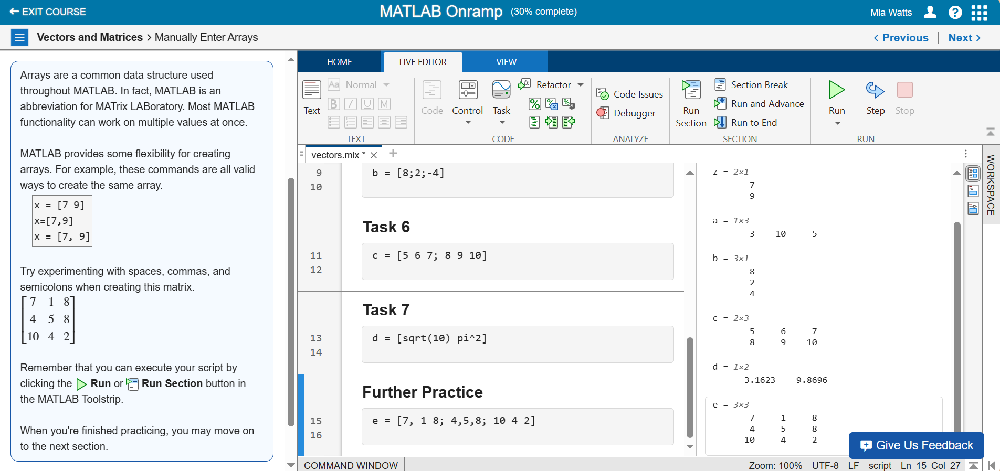 EXIT COURSE
MATLAB Onramp (30% complete)
Mia Watts
Vectors and Matrices > Manually Enter Arrays
< Previous
Next >
Arrays are a common data structure used
throughout MATLAB. In fact, MATLAB is an
abbreviation for MATrix LABoratory. Most MATLAB
functionality can work on multiple values at once.
MATLAB provides some flexibility for creating
arrays. For example, these commands are all valid
ways to create the same array.
x = [7 9]
x=[7,9]
x = [7, 9]
Try experimenting with spaces, commas, and
semicolons when creating this matrix.
7 1 8
4 5 8
10 4 2
Remember that you can execute your script by
clicking the Run or Run Section button in
the MATLAB Toolstrip.
When you're finished practicing, you may move on
to the next section.
HOME
LIVE EDITOR
VIEW
Text
Aa Normal
B I U M
TEXT
Code
Control
Task
Refactor
CODE
Code Issues
Debugger
ANALYZE
Run
Section
Section Break
Run and Advance
Run to End
SECTION
Run
Step
Stop
RUN
vectors.mlx *
9 b = [8;2;-4]
10
Task 6
11 c = [5 6 7; 8 9 10]
12
Task 7
13 d = [sqrt(10) pi^2]
14
Further Practice
15 e = [7, 1 8; 4,5,8; 10 4 2]
16
z = 2×1
7
9
a = 1×3
3 10 5
b = 3×1
8
2
-4
c = 2×3
5 6 7
8 9 10
d = 1×2
3.1623 9.8696
e = 3×3
7 1 8
4 5 8
10 4 2
WORKSPACE
Give Us Feedback
COMMAND WINDOW
Zoom: 100% UTF-8 LF script Ln 15 Col 27